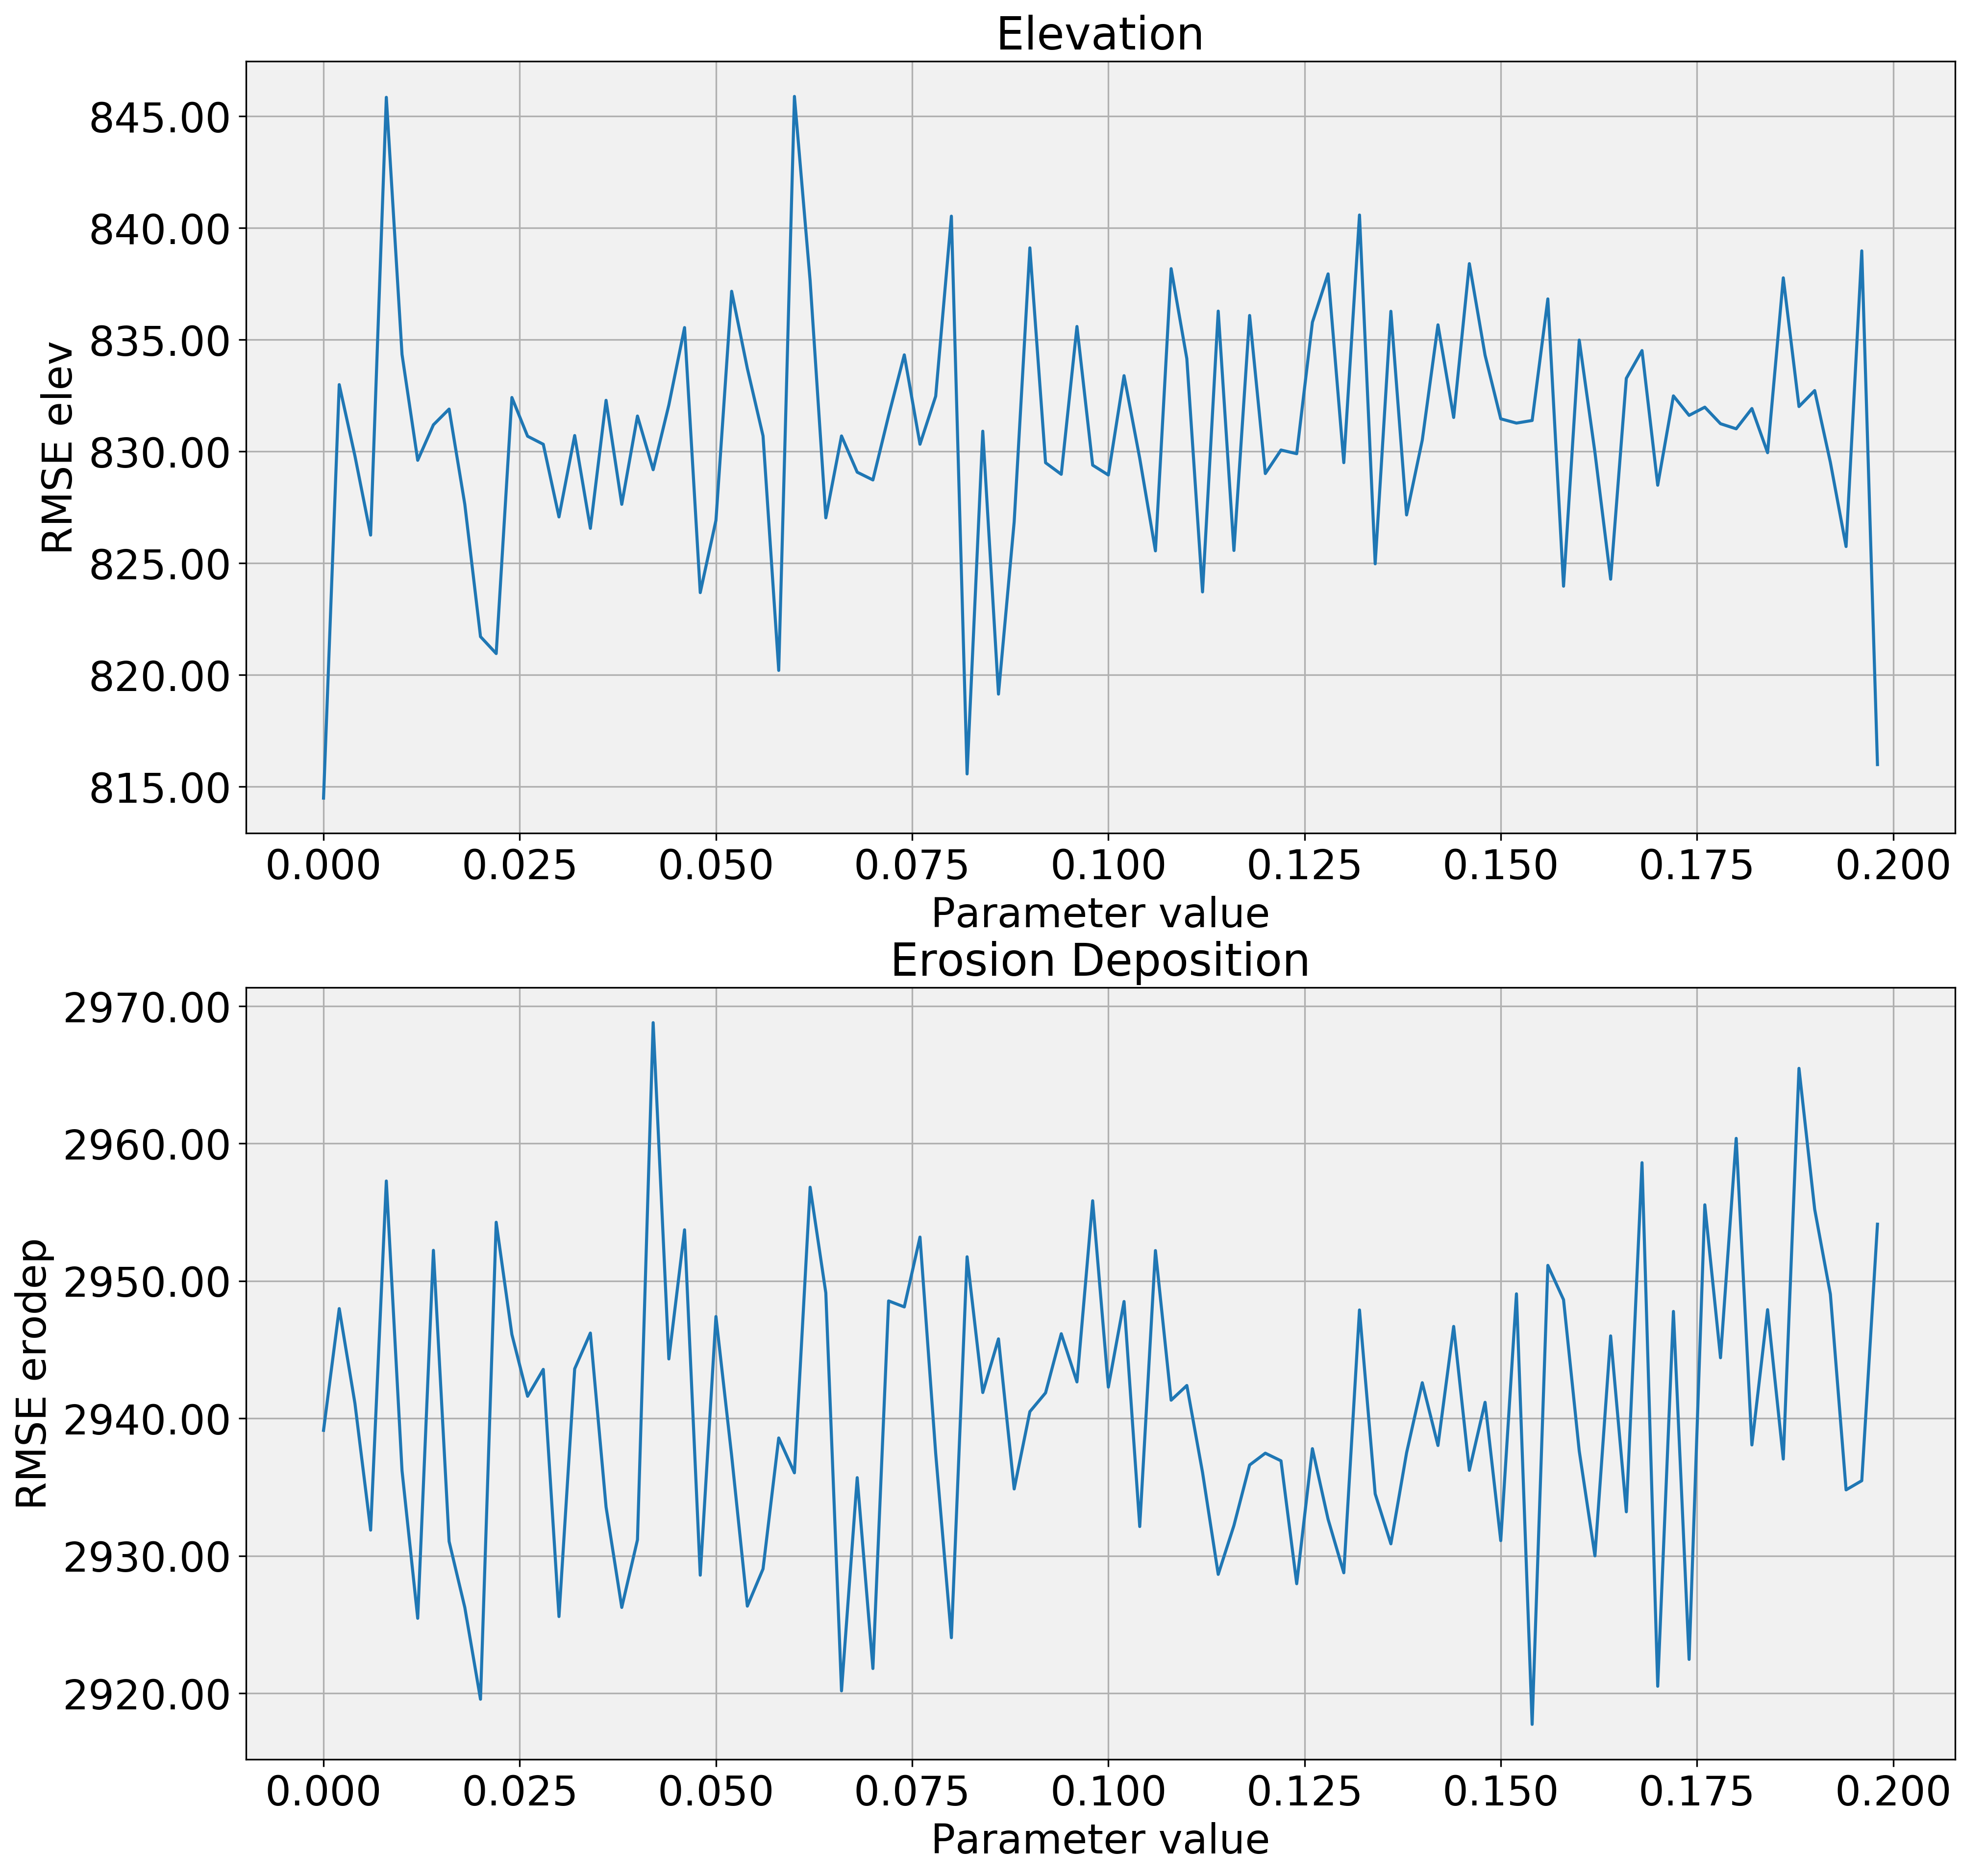 Elevation
RMSE elev
845.00
840.00
835.00
830.00
825.00
820.00
815.00
0.000 0.025 0.050 0.075 0.100 0.125 0.150 0.175 0.200
Parameter value
Erosion Deposition
RMSE erodep
2970.00
2960.00
2950.00
2940.00
2930.00
2920.00
0.000 0.025 0.050 0.075 0.100 0.125 0.150 0.175 0.200
Parameter value